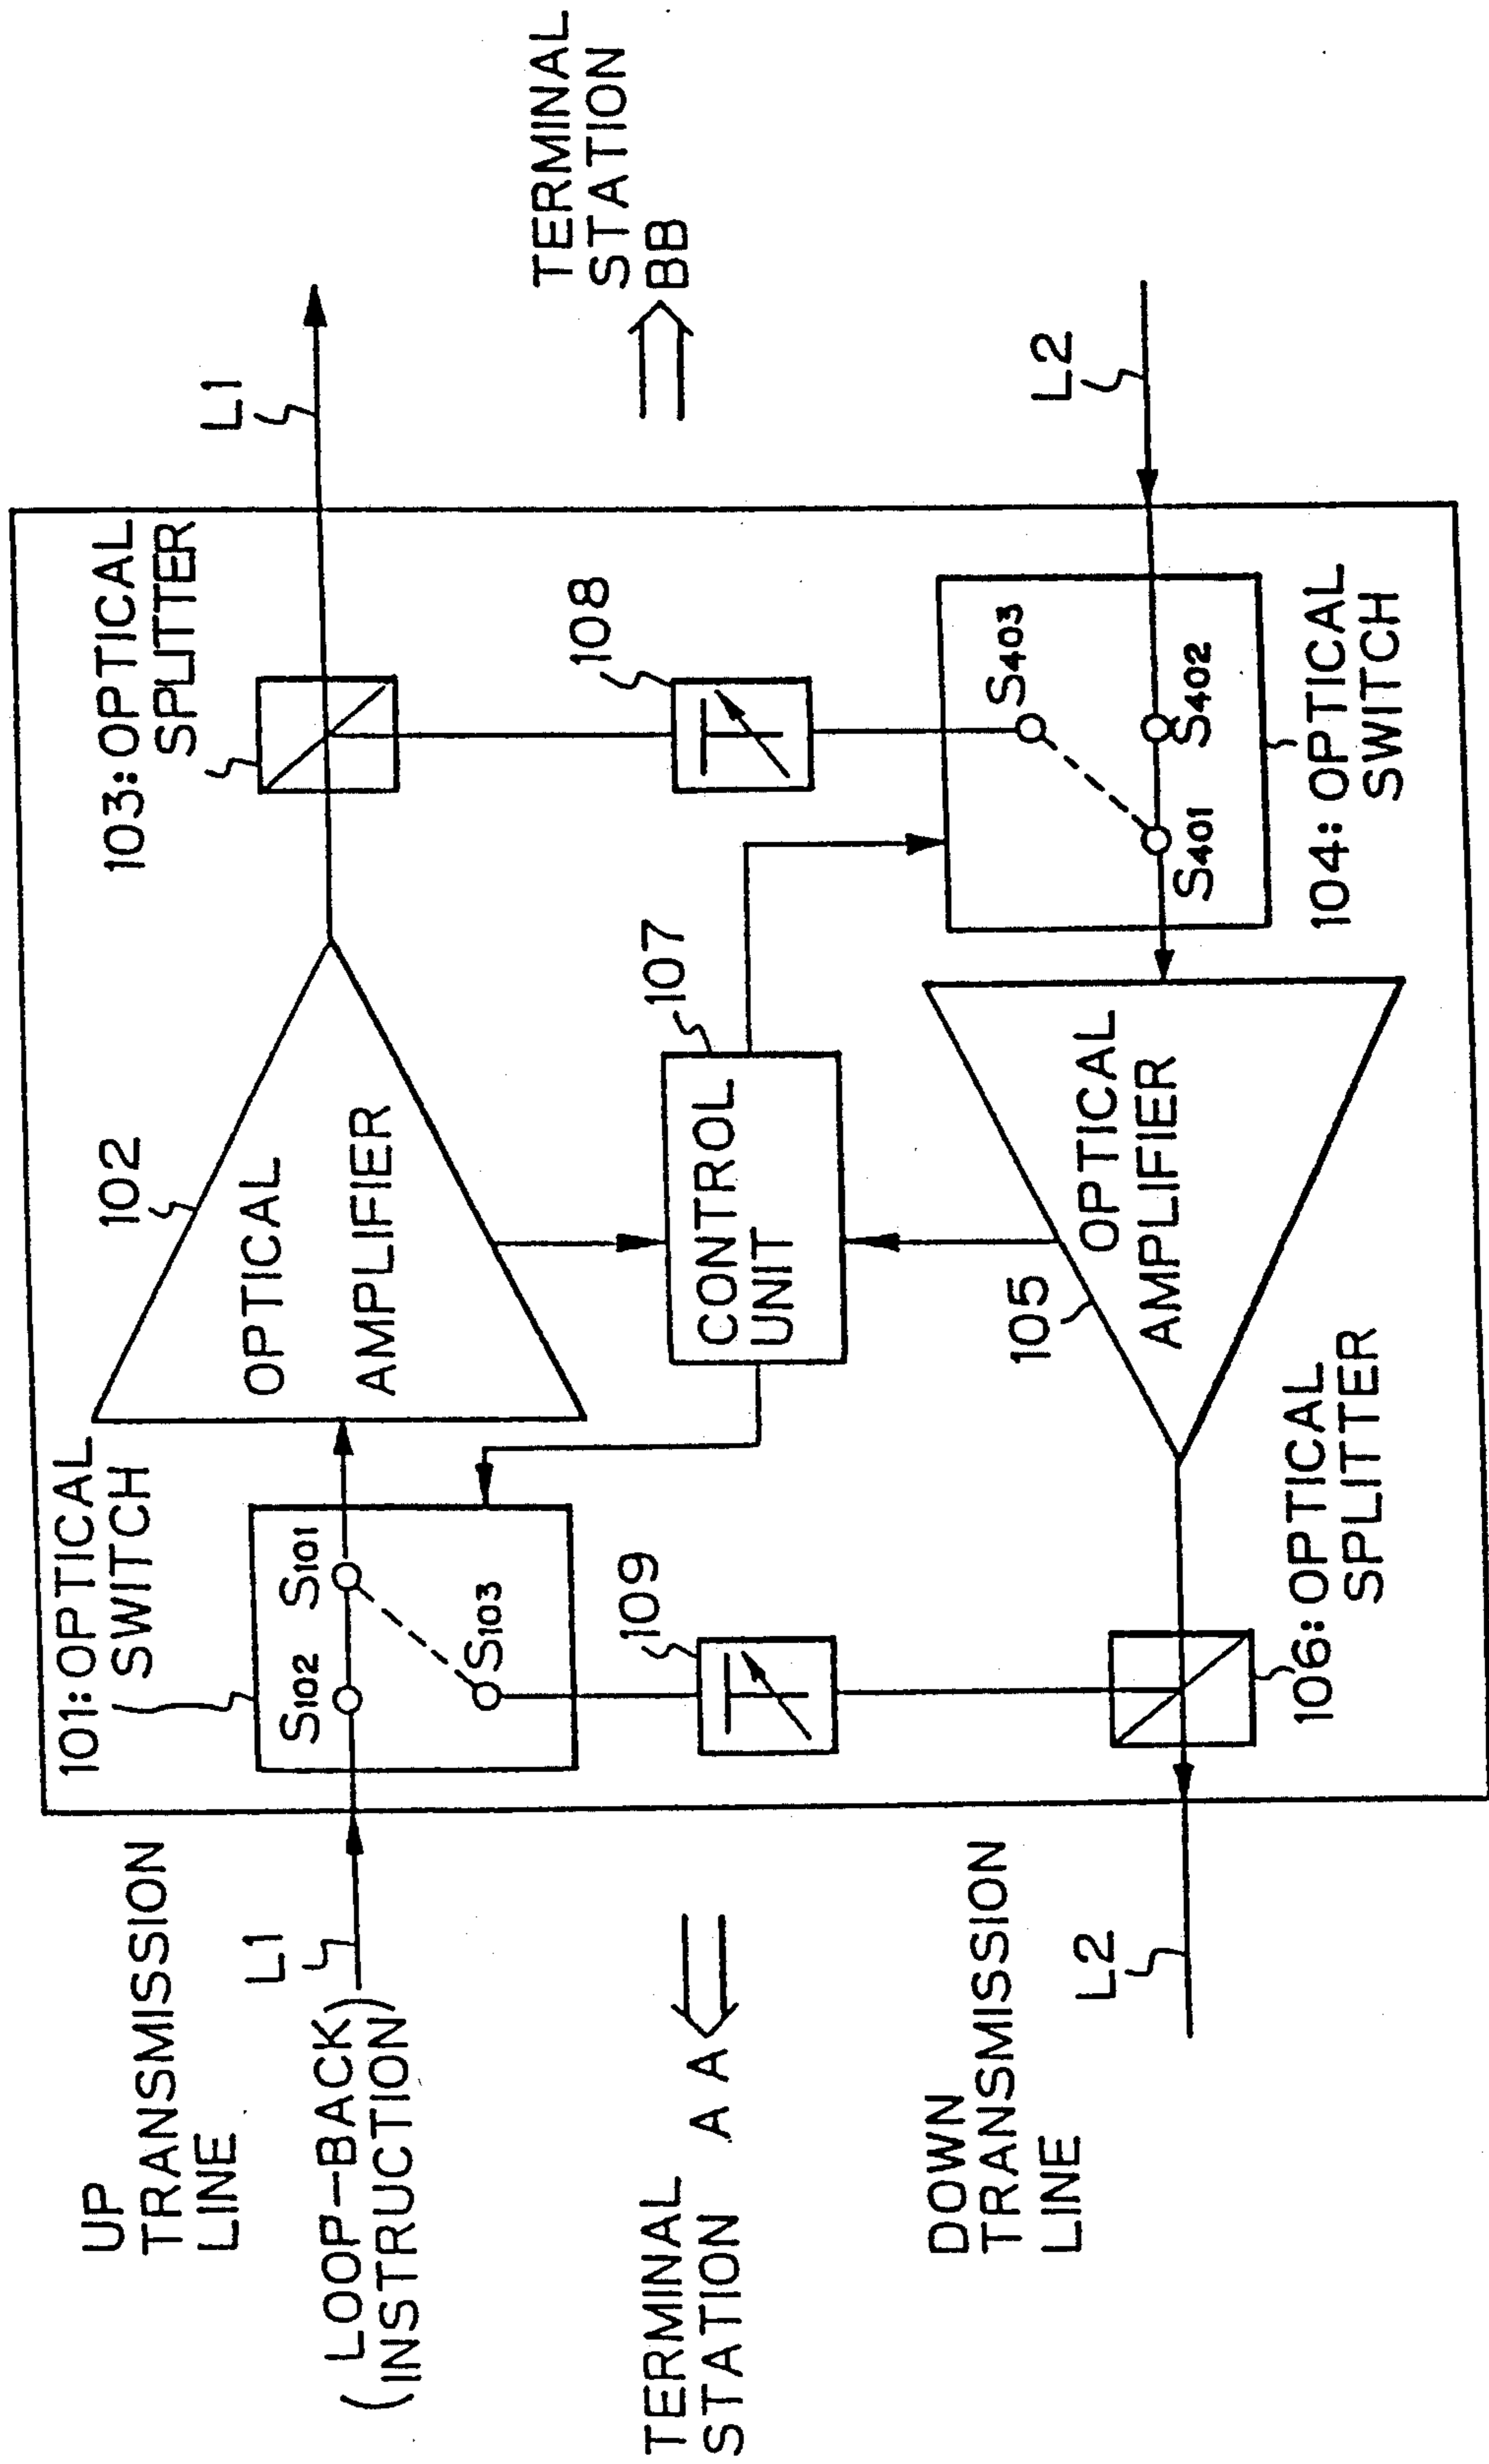 UP
TRANSMISSION
LINE
L1
(LOOP-BACK)
(INSTRUCTION)
TERMINAL
STATION A A
DOWN
TRANSMISSION
LINE
L2
101: OPTICAL
SWITCH
S102 S101
S103
109
106: OPTICAL
SPLITTER
102
OPTICAL
AMPLIFIER
CONTROL
UNIT
107
105
OPTICAL
AMPLIFIER
103: OPTICAL
SPLITTER
108
S403
S401 S402
104: OPTICAL
SWITCH
L1
TERMINAL
STATION
BB
L2